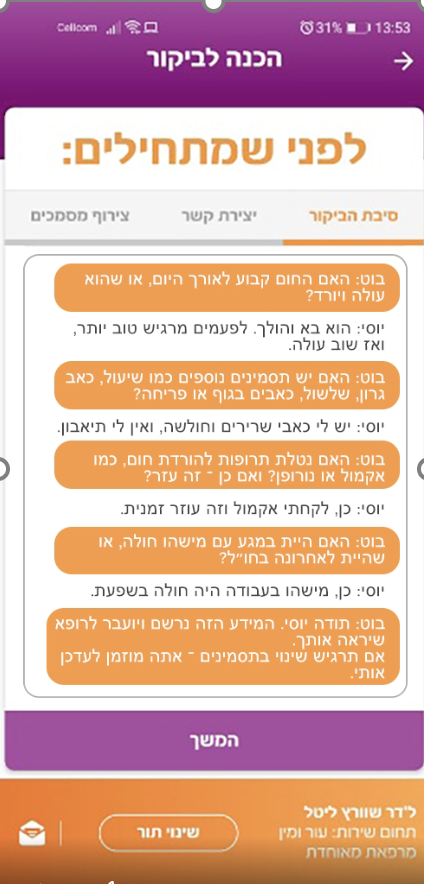 Cellcom 31% 13:53
הכנה לביקור
לפני שמתחילים:
סיבת הביקור יצירת קשר צירוף מסמכים
בוט: האם החום קבוע לאורך היום, או שהוא
עולה ויורד?
יוסי: הוא בא והולך. לפעמים מרגיש טוב יותר,
ואז שוב עולה.
בוט: האם יש תסמינים נוספים כמו שיעול, כאב
גרון, שלשול, כאבים בגוף או פריחה?
יוסי: יש לי כאבי שרירים וחולשה, ואין לי תיאבון.
בוט: האם נטלת תרופות להורדת חום, כמו
אקמול או נורופן? ואם כן - זה עזר?
יוסי: כן, לקחתי אקמול וזה עוזר זמנית.
בוט: האם היית במגע עם מישהו חולה, או
שהיית לאחרונה בחו״ל?
יוסי: כן, מישהו בעבודה היה חולה בשפעת.
בוט: תודה יוסי. המידע הזה נרשם ויועבר לרופא
שיראה אותך.
אם תרגיש שינוי בתסמינים - אתה מוזמן לעדכן
אותי.
המשך
ל'דר שוורץ ליטל
תחום שירות: עור ומין
מרפאת מאוחדת
שינוי תור